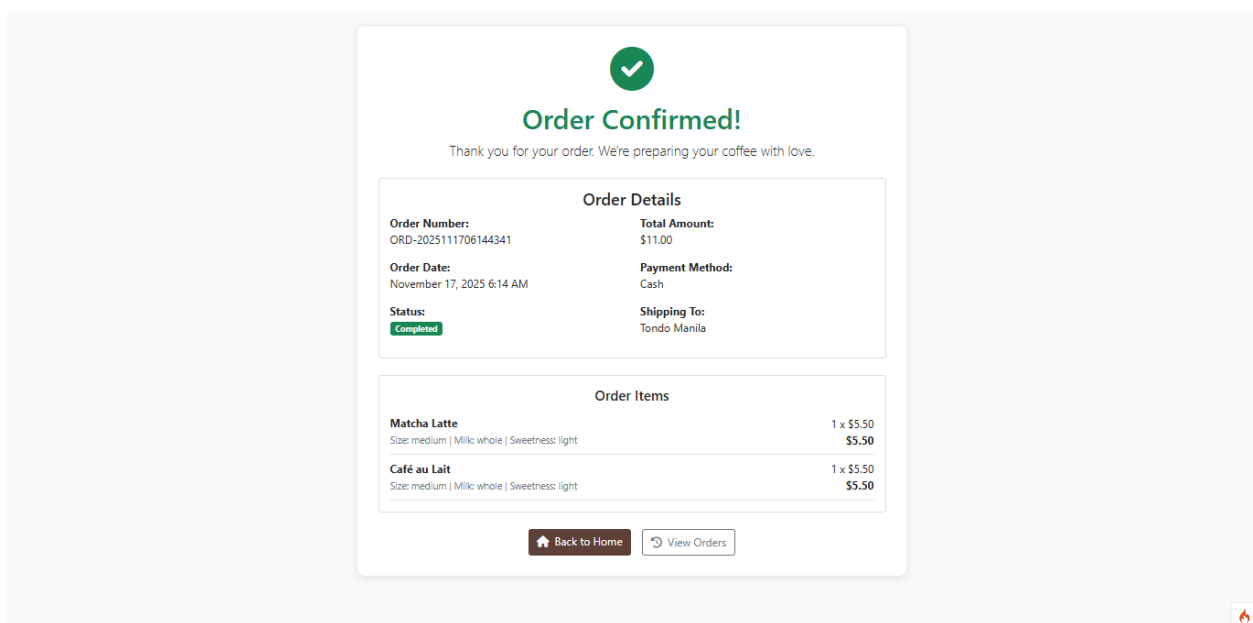 Order Confirmed!
Thank you for your order. We're preparing your coffee with love.
Order Details
Order Number:
ORD-2025111706144341
Order Date:
November 17, 2025 6:14 AM
Status:
Completed
Total Amount:
$11.00
Payment Method:
Cash
Shipping To:
Tondo Manila
Order Items
Matcha Latte
1 x $5.50
Size: medium | Milk: whole | Sweetness: light
$5.50
Café au Lait
1 x $5.50
Size: medium | Milk: whole | Sweetness: light
$5.50
Back to Home
View Orders